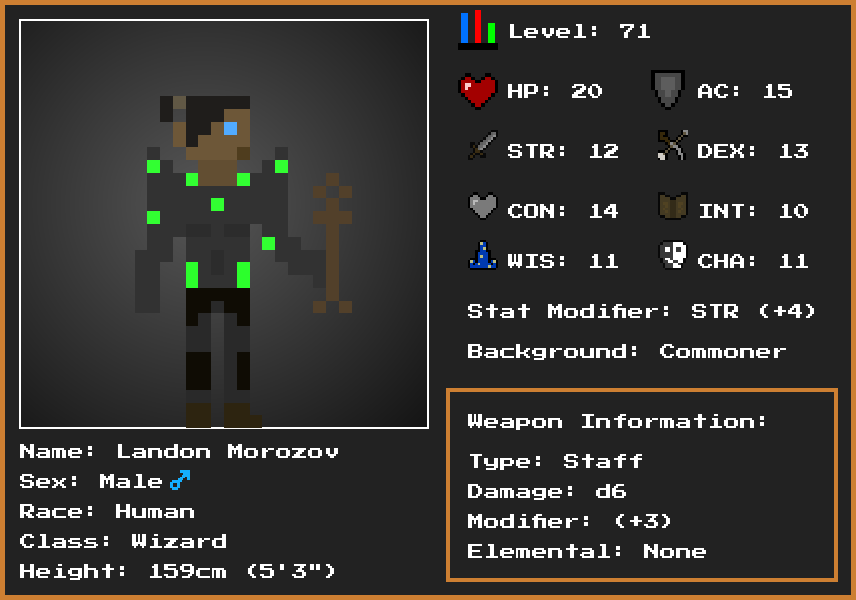 Level: 71
HP: 20
AC: 15
STR: 12
DEX: 13
CON: 14
INT: 10
WIS: 11
CHA: 11
Stat Modifier: STR (+4)
Background: Commoner
Weapon Information:
Type: Staff
Damage: d6
Modifier: (+3)
Elemental: None
Name: Landon Morozov
Sex: Male♂
Race: Human
Class: Wizard
Height: 159cm (5'3")